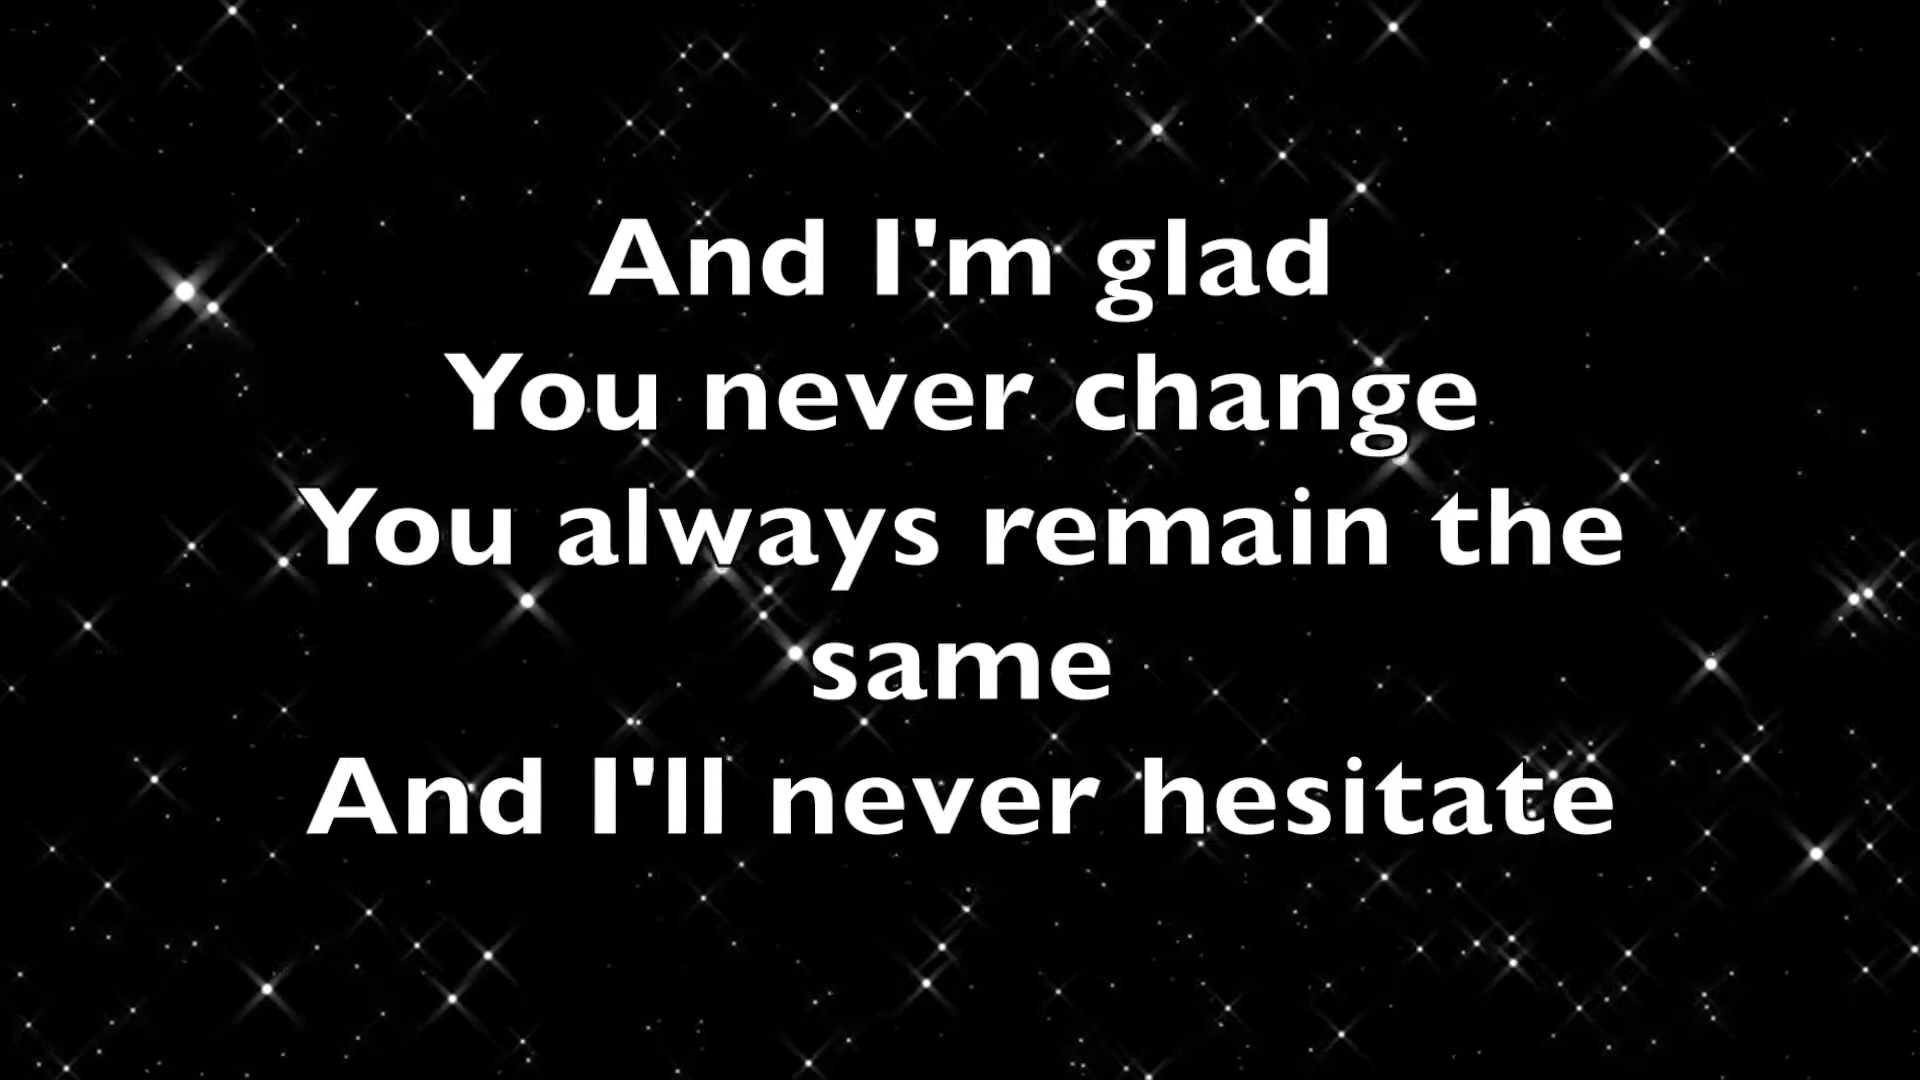 And I'm glad
You never change
You always remain the
same
And I'll never hesitate